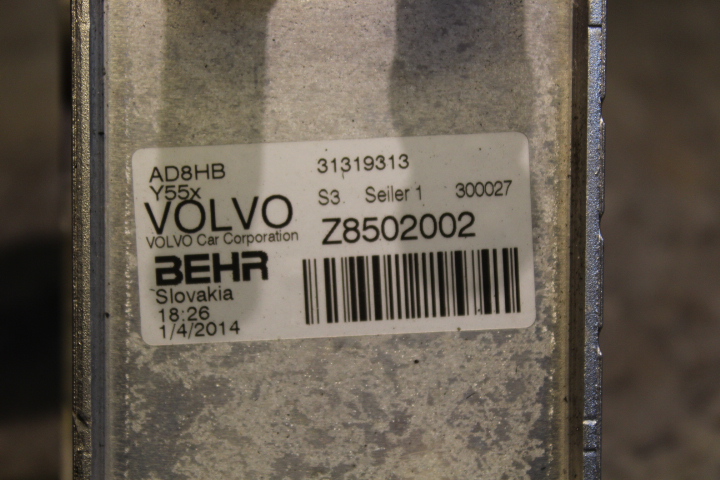 AD8HB
Y55x
VOLVO
VOLVO Car Corporation
BEHR
Slovakia
18:26
1/4/2014
31319313
S3. Seiler 1 300027
Z8502002